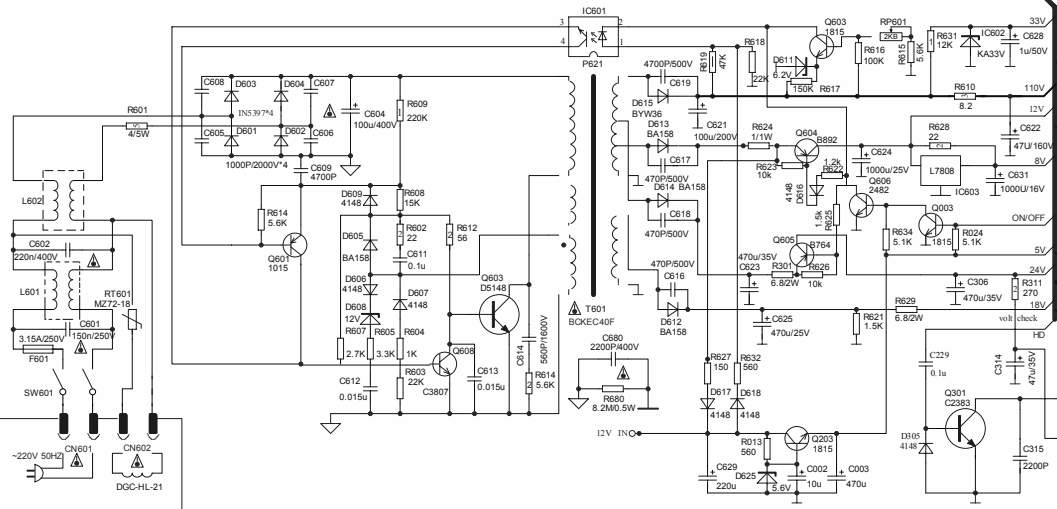 IC601
3
2
4
1
P621
Q603
1815
RP601
2KB
R631
12K
IC602
KA33V
C628
1u/50V
33V
R619
47K
R618
22K
D611
6.2V
150K
R617
R616
100K
R615
5.6K
C608
D603
D604
C607
IN5397*4
C605
D601
D602
C606
1000P/2000V*4
C604
100u/400V
R609
220K
4700P/500V
C619
D615
BYW36
C621
100u/200V
R610
8.2
110V
12V
R601
4/5W
C609
4700P
D613
BA158
R624
1/1W
Q604
B892
R628
22
C622
47U/160V
C617
470P/500V
R623
10k
4148
D616
1.2k
R622
C624
1000u/25V
L7808
IC603
8V
C631
1000U/16V
L602
D609
4148
R608
15K
D614 BA158
C618
470P/500V
Q606
2482
1.5k
R625
Q003
1815
ON/OFF
R614
5.6K
Q601
1015
D605
BA158
R602
22
R612
56
C611
0.1u
Q605
B764
R634
5.1K
R024
5.1K
5V
C602
220n/400V
L601
RT601
MZ72-18
D606
4148
D607
4148
Q603
D5148
470P/500V
C616
470u/35V
C623
R301
6.8/2W
R626
10k
24V
C306
470u/35V
R311
270
D608
12V
T601
BCKEC40F
D612
BA158
C625
470u/25V
R621
1.5K
R629
6.8/2W
18V
volt check
HD
C601
150n/250V
3.15A/250V
F601
R607
2.7K
R605
3.3K
R604
1K
R603
22K
Q608
C3807
C612
0.015u
C613
0.015u
C614
560P/1600V
R614
5.6K
C680
2200P/400V
R680
8.2M/0.5W
R627
150
R632
560
D617
4148
D618
4148
C229
0.1u
C314
47u/35V
SW601
Q301
C2383
12V IN
R013
560
Q203
1815
D305
4148
C315
2200P
~220V 50HZ
CN601
CN602
DGC-HL-21
C629
220u
D625
5.6V
C002
10u
C003
470u